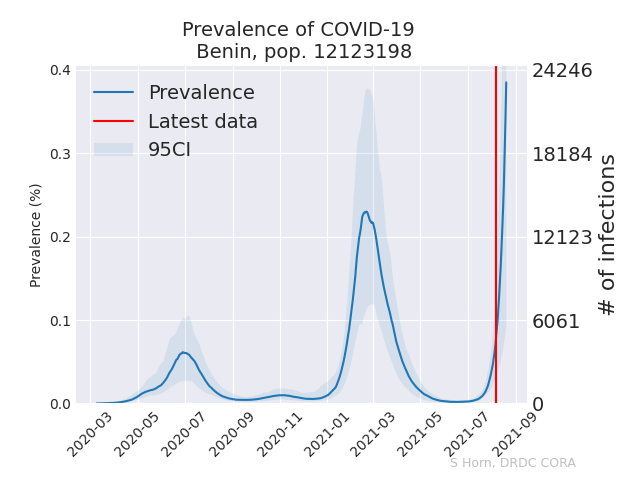 Prevalence of COVID-19
Benin, pop. 12123198
Prevalence
Latest data
95CI
Prevalence (%)
0.4
0.3
0.2
0.1
0.0
24246
18184
12123
6061
0
# of infections
2020-03
2020-05
2020-07
2020-09
2020-11
2021-01
2021-03
2021-05
2021-07
2021-09
S Horn, DRDC CORA